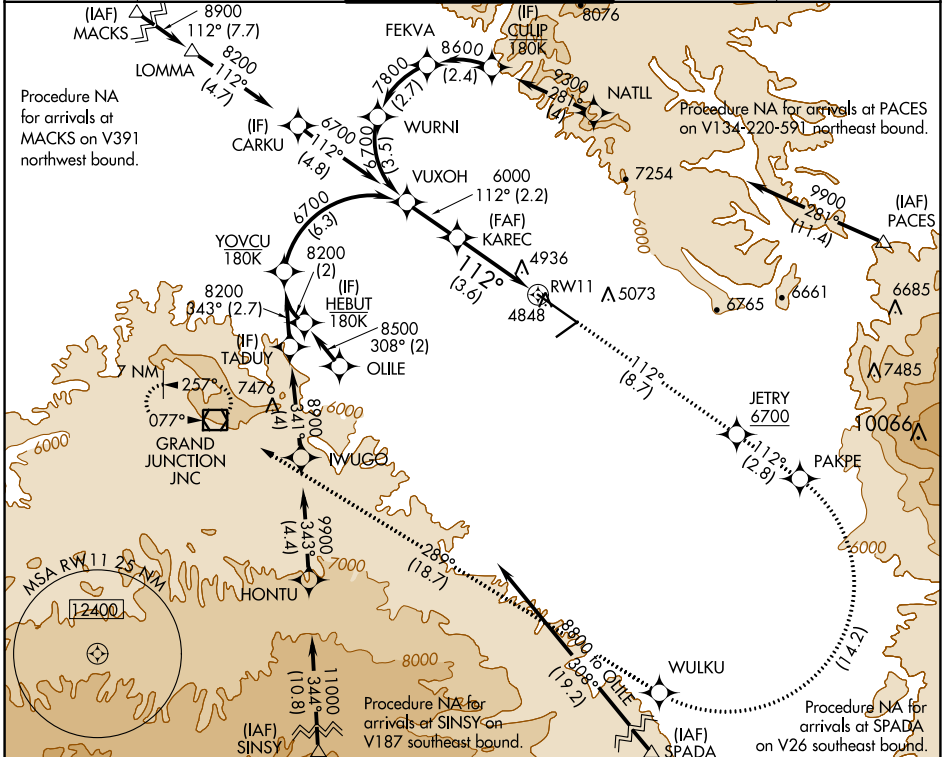 (IAF)
MACKS
8900
112° (7.7)
LOMMA
8200
112°
(4.7)
Procedure NA
for arrivals at
MACKS on V391
northwest bound.
(IF)
CARKU
6700
112°
(4.8)
FEKVA
8600
(2.4)
(IF)
CULIP
180K
8076
7800
(2.7)
WURNI
6700
(3.5)
9300
281°
(4)
NATLL
Procedure NA for arrivals at PACES
on V134-220-591 northeast bound.
7254
6000
9900
281°
(11.4)
(IAF)
PACES
VUXOH
6000
112° (2.2)
(FAF)
KAREC
112°
(3.6)
4936
RW11
4848
5073
6765
6661
6685
7485
10066
6700
(6.3)
YOVCU
180K
8200
(2)
8200
343° (2.7)
(IF)
HEBUT
180K
8500
308° (2)
OLILE
(IF)
TADUY
7 NM
257°
077°
7476
GRAND
JUNCTION
JNC
6000
6000
8900
341°
(4)
IWUGO
112°
(8.7)
JETRY
6700
112°
(2.8)
PAKPE
6000
(14.2)
9900
343°
(4.4)
HONTU
7000
289°
(18.7)
MSA RW11 25 NM
12400
8000
8800 to OLILE
308°
(19.2)
WULKU
11000
344°
(10.8)
(IAF)
SINSY
Procedure NA for
arrivals at SINSY on
V187 southeast bound.
(IAF)
SPADA
Procedure NA for
arrivals at SPADA
on V26 southeast bound.